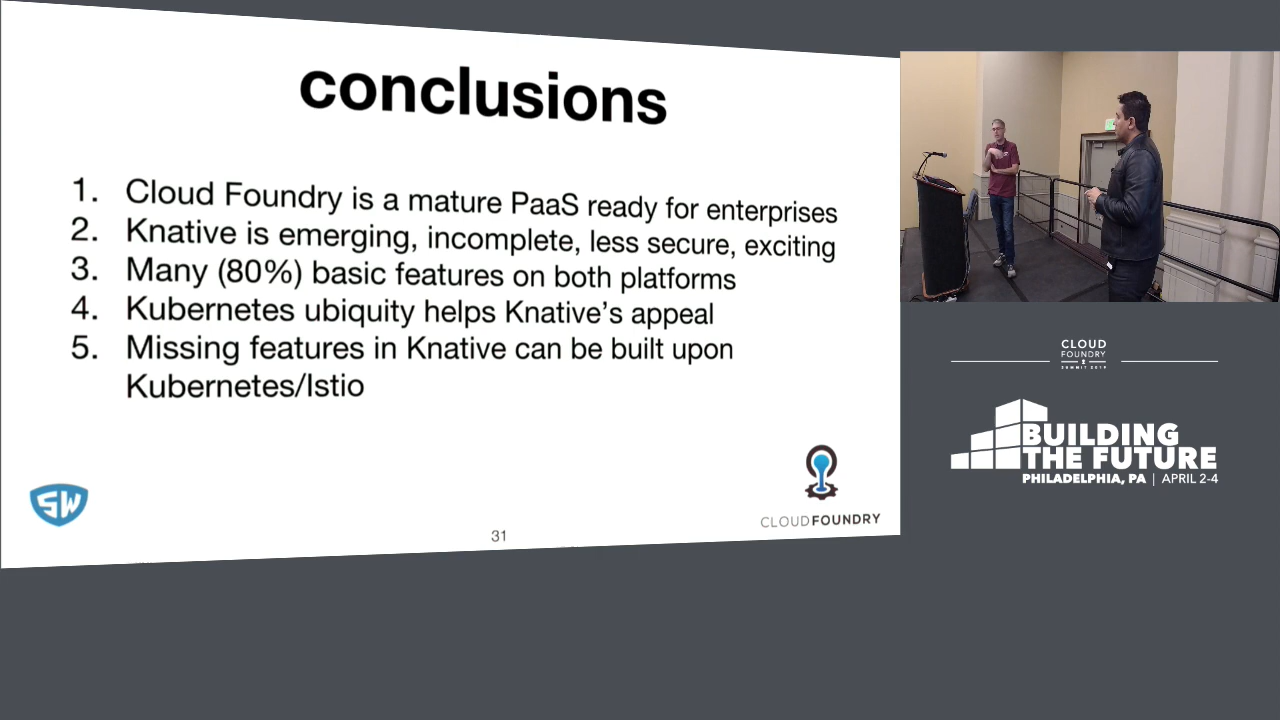 conclusions
1. Cloud Foundry is a mature PaaS ready for enterprises
2. Knative is emerging, incomplete, less secure, exciting
3. Many (80%) basic features on both platforms
4. Kubernetes ubiquity helps Knative's appeal
5. Missing features in Knative can be built upon
Kubernetes/Istio
SW
CLOUDFOUNDRY
31
CLOUD
FOUNDRY
SUMMIT 2019
BUILDING
THE FUTURE
PHILADELPHIA, PA | APRIL 2-4